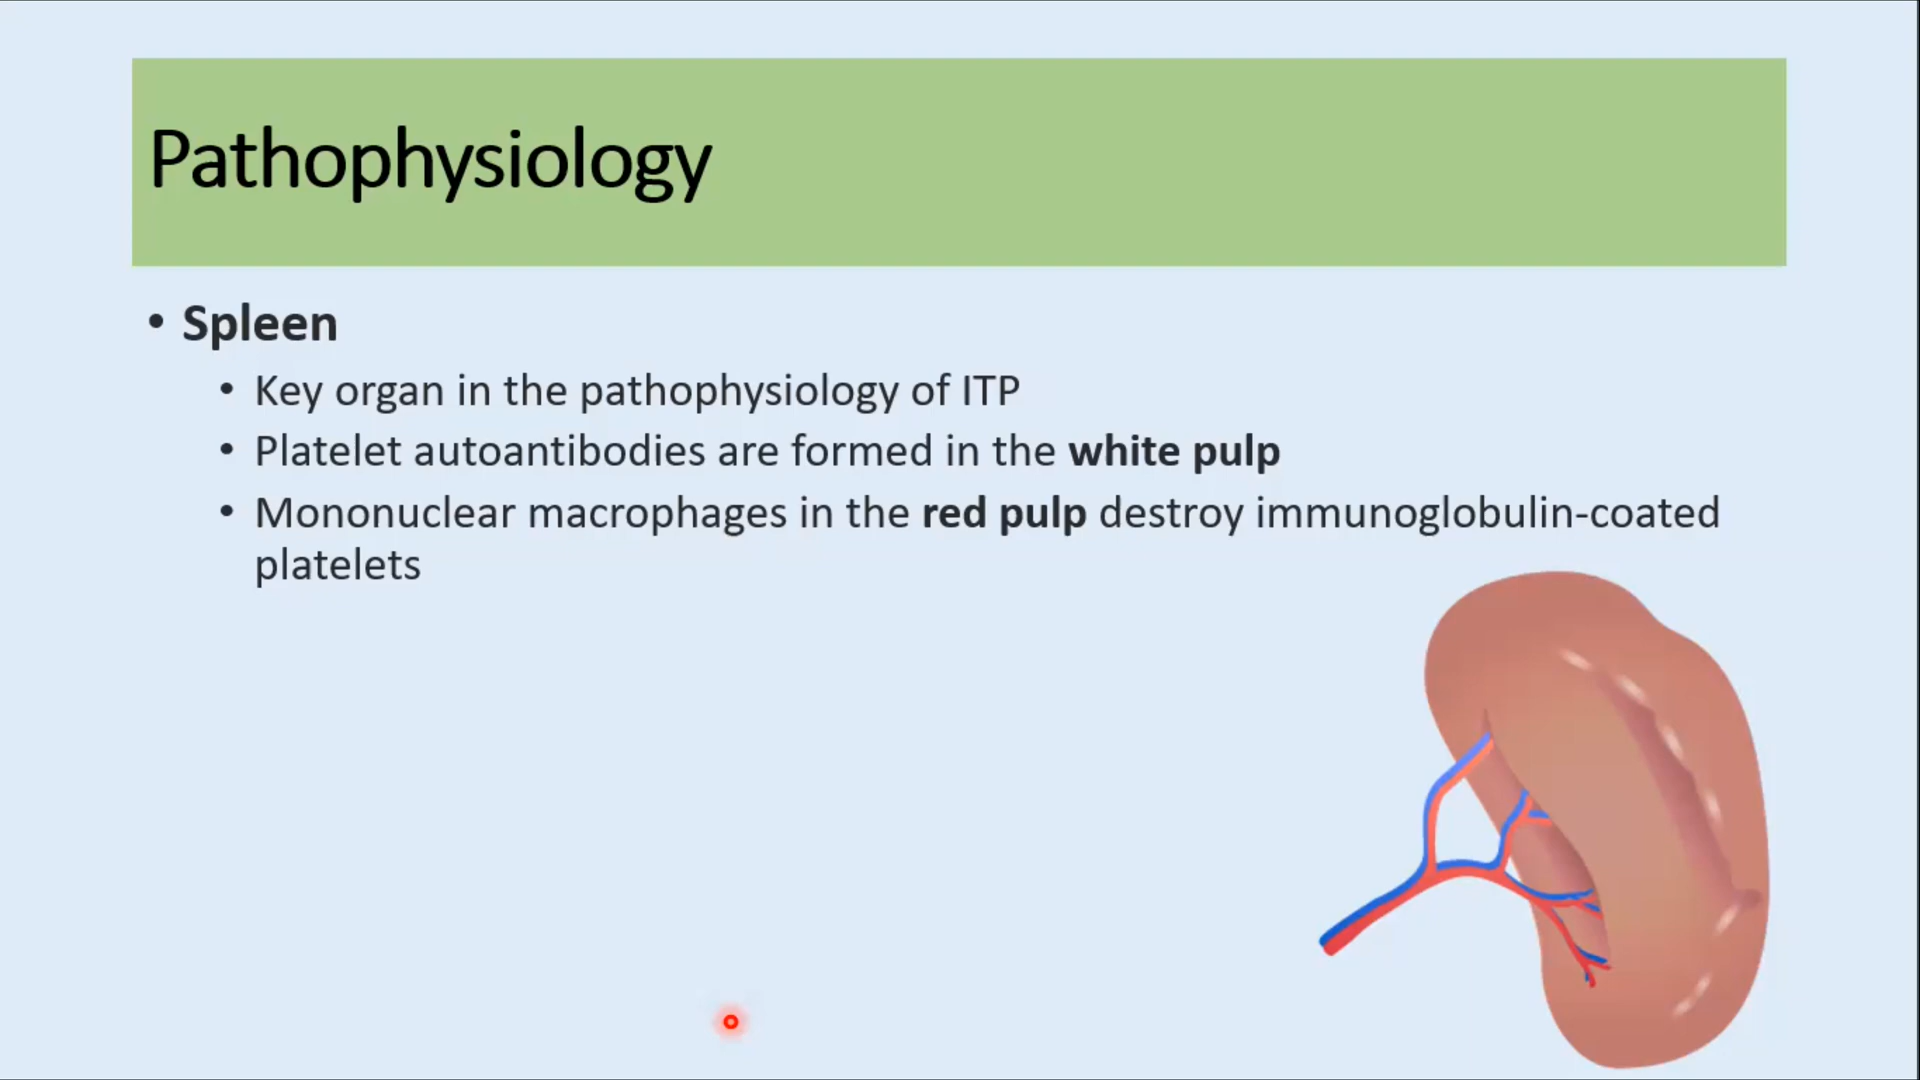 Pathophysiology
• Spleen
• Key organ in the pathophysiology of ITP
• Platelet autoantibodies are formed in the white pulp
• Mononuclear macrophages in the red pulp destroy immunoglobulin-coated
platelets